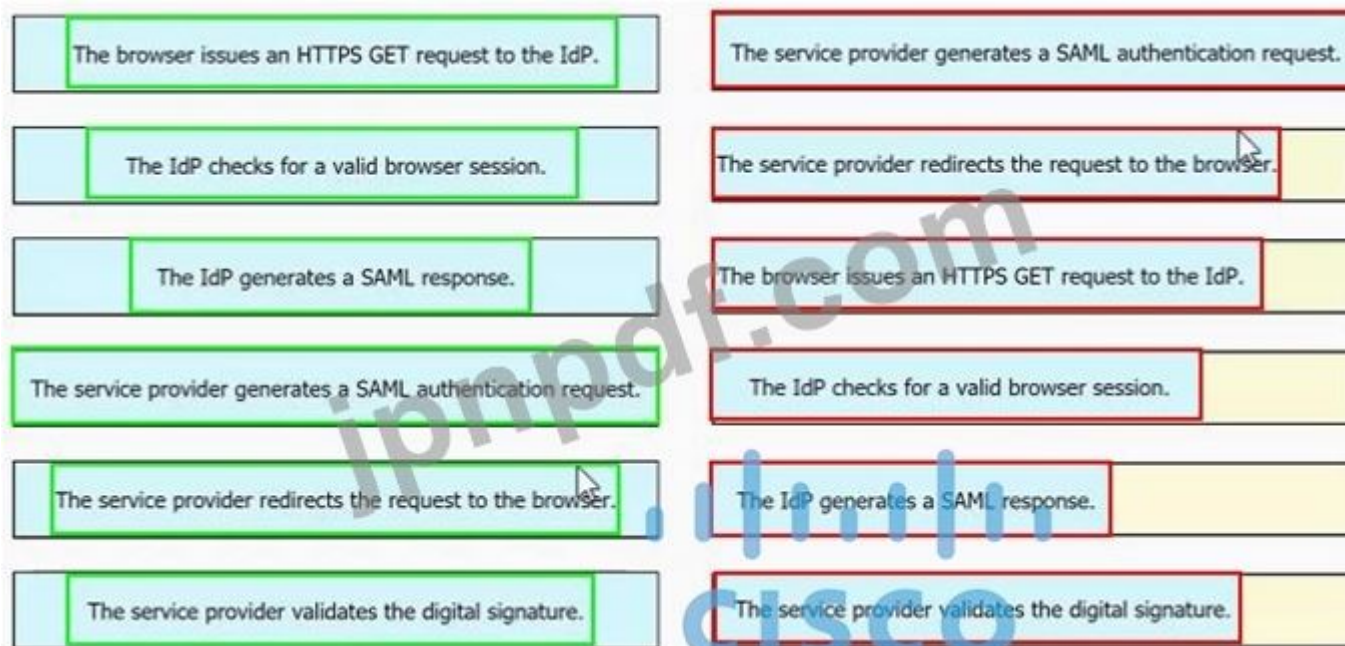 The browser issues an HTTPS GET request to the IdP.
The IdP checks for a valid browser session.
The IdP generates a SAML response.
The service provider generates a SAML authentication request.
The service provider redirects the request to the browser.
The service provider validates the digital signature.
The service provider generates a SAML authentication request.
The service provider redirects the request to the browser.
The browser issues an HTTPS GET request to the IdP.
The IdP checks for a valid browser session.
The IdP generates a SAML response.
The service provider validates the digital signature.
jpnpdf.com
CISCO